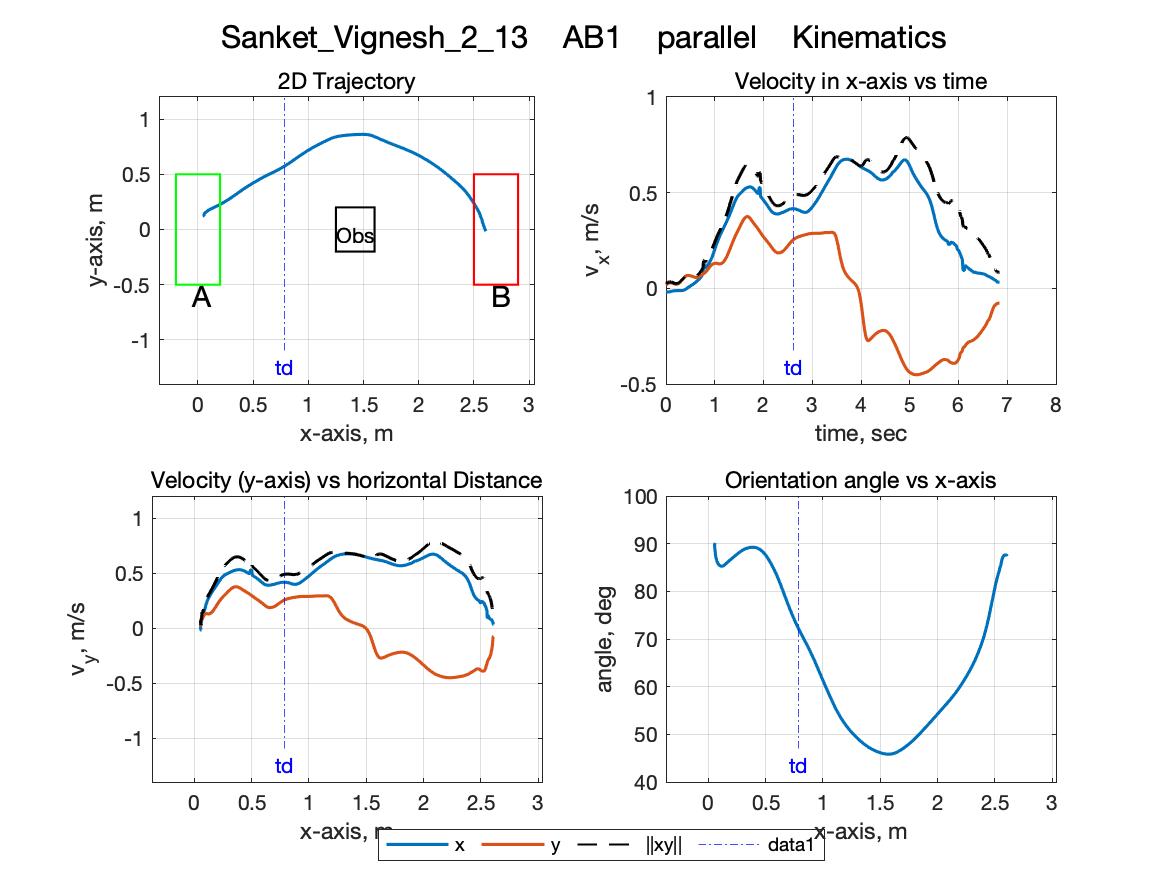 Sanket_Vignesh_2_13 AB1 parallel Kinematics
2D Trajectory
1
0.5
0
-0.5
-1
y-axis, m
A
Obs
B
td
0 0.5 1 1.5 2 2.5 3
x-axis, m
Velocity in x-axis vs time
1
0.5
0
-0.5
v_x, m/s
td
0 1 2 3 4 5 6 7 8
time, sec
Velocity (y-axis) vs horizontal Distance
1
0.5
0
-0.5
-1
v_y, m/s
td
0 0.5 1 1.5 2 2.5 3
x-axis, m
Orientation angle vs x-axis
100
90
80
70
60
50
40
angle, deg
td
0 0.5 1 1.5 2 2.5 3
x-axis, m
x y ||xy|| data1